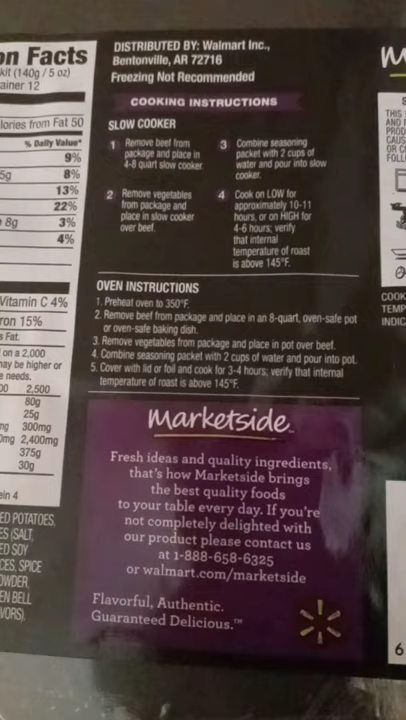 on Facts
kit (140g / 5 oz)
ainer 12
lories from Fat 50
% Daily Value*
9%
5g 8%
13%
22%
8g 3%
4%
Vitamin C 4%
ron 15%
s Fat.
on a 2,000
may be higher or
e needs.
00 2,500
80g
25g
mg 300mg
0mg 2,400mg
375g
30g
ein 4
ED POTATOES,
ES (SALT,
ED SOY
CES, SPICE
OWDER,
EN BELL
VORS).
DISTRIBUTED BY: Walmart Inc.,
Bentonville, AR 72716
Freezing Not Recommended
COOKING INSTRUCTIONS
SLOW COOKER
1 Remove beef from
package and place in
4-8 quart slow cooker.
2 Remove vegetables
from package and
place in slow cooker
over beef.
3 Combine seasoning
packet with 2 cups of
water and pour into slow
cooker.
4 Cook on LOW for
approximately 10-11
hours, or on HIGH for
4-6 hours; verify
that internal
temperature of roast
is above 145°F.
OVEN INSTRUCTIONS
1. Preheat oven to 350°F.
2. Remove beef from package and place in an 8-quart, oven-safe pot
or oven-safe baking dish.
3. Remove vegetables from package and place in pot over beef.
4. Combine seasoning packet with 2 cups of water and pour into pot.
5. Cover with lid or foil and cook for 3-4 hours; verify that internal
temperature of roast is above 145°F.
marketside™
Fresh ideas and quality ingredients,
that's how Marketside brings
the best quality foods
to your table every day. If you're
not completely delighted with
our product please contact us
at 1-888-658-6325
or walmart.com/marketside
Flavorful, Authentic.
Guaranteed Delicious.™
m
S
THIS
AND
PROD
CAUS
OR C
FOLL
COOK
TEMP
INDIC
6